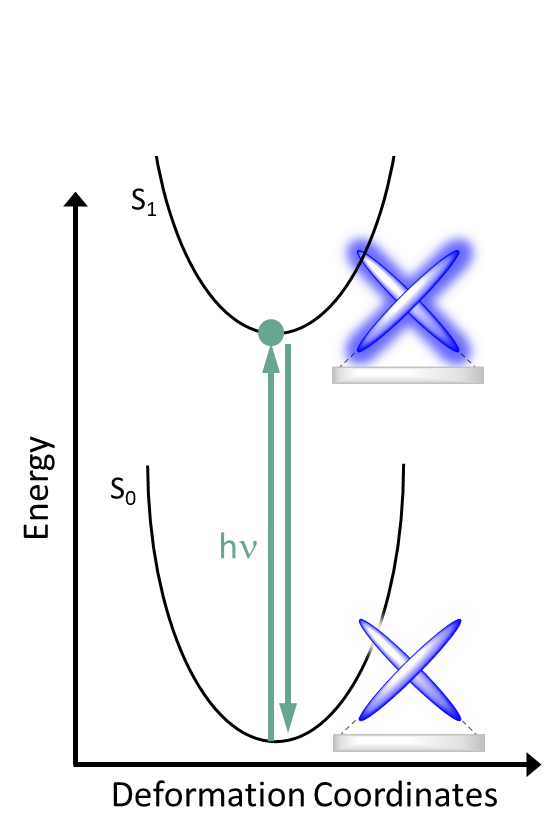 S₁
Energy
S₀
hν
Deformation Coordinates